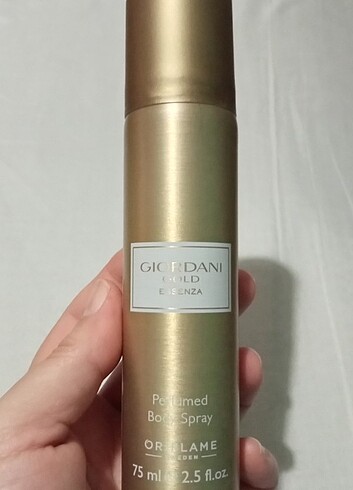 GIORDANI
GOLD
ESSENZA
Perfumed
Body Spray
ORIFLAME
SWEDEN
75 ml e 2.5 fl.oz.